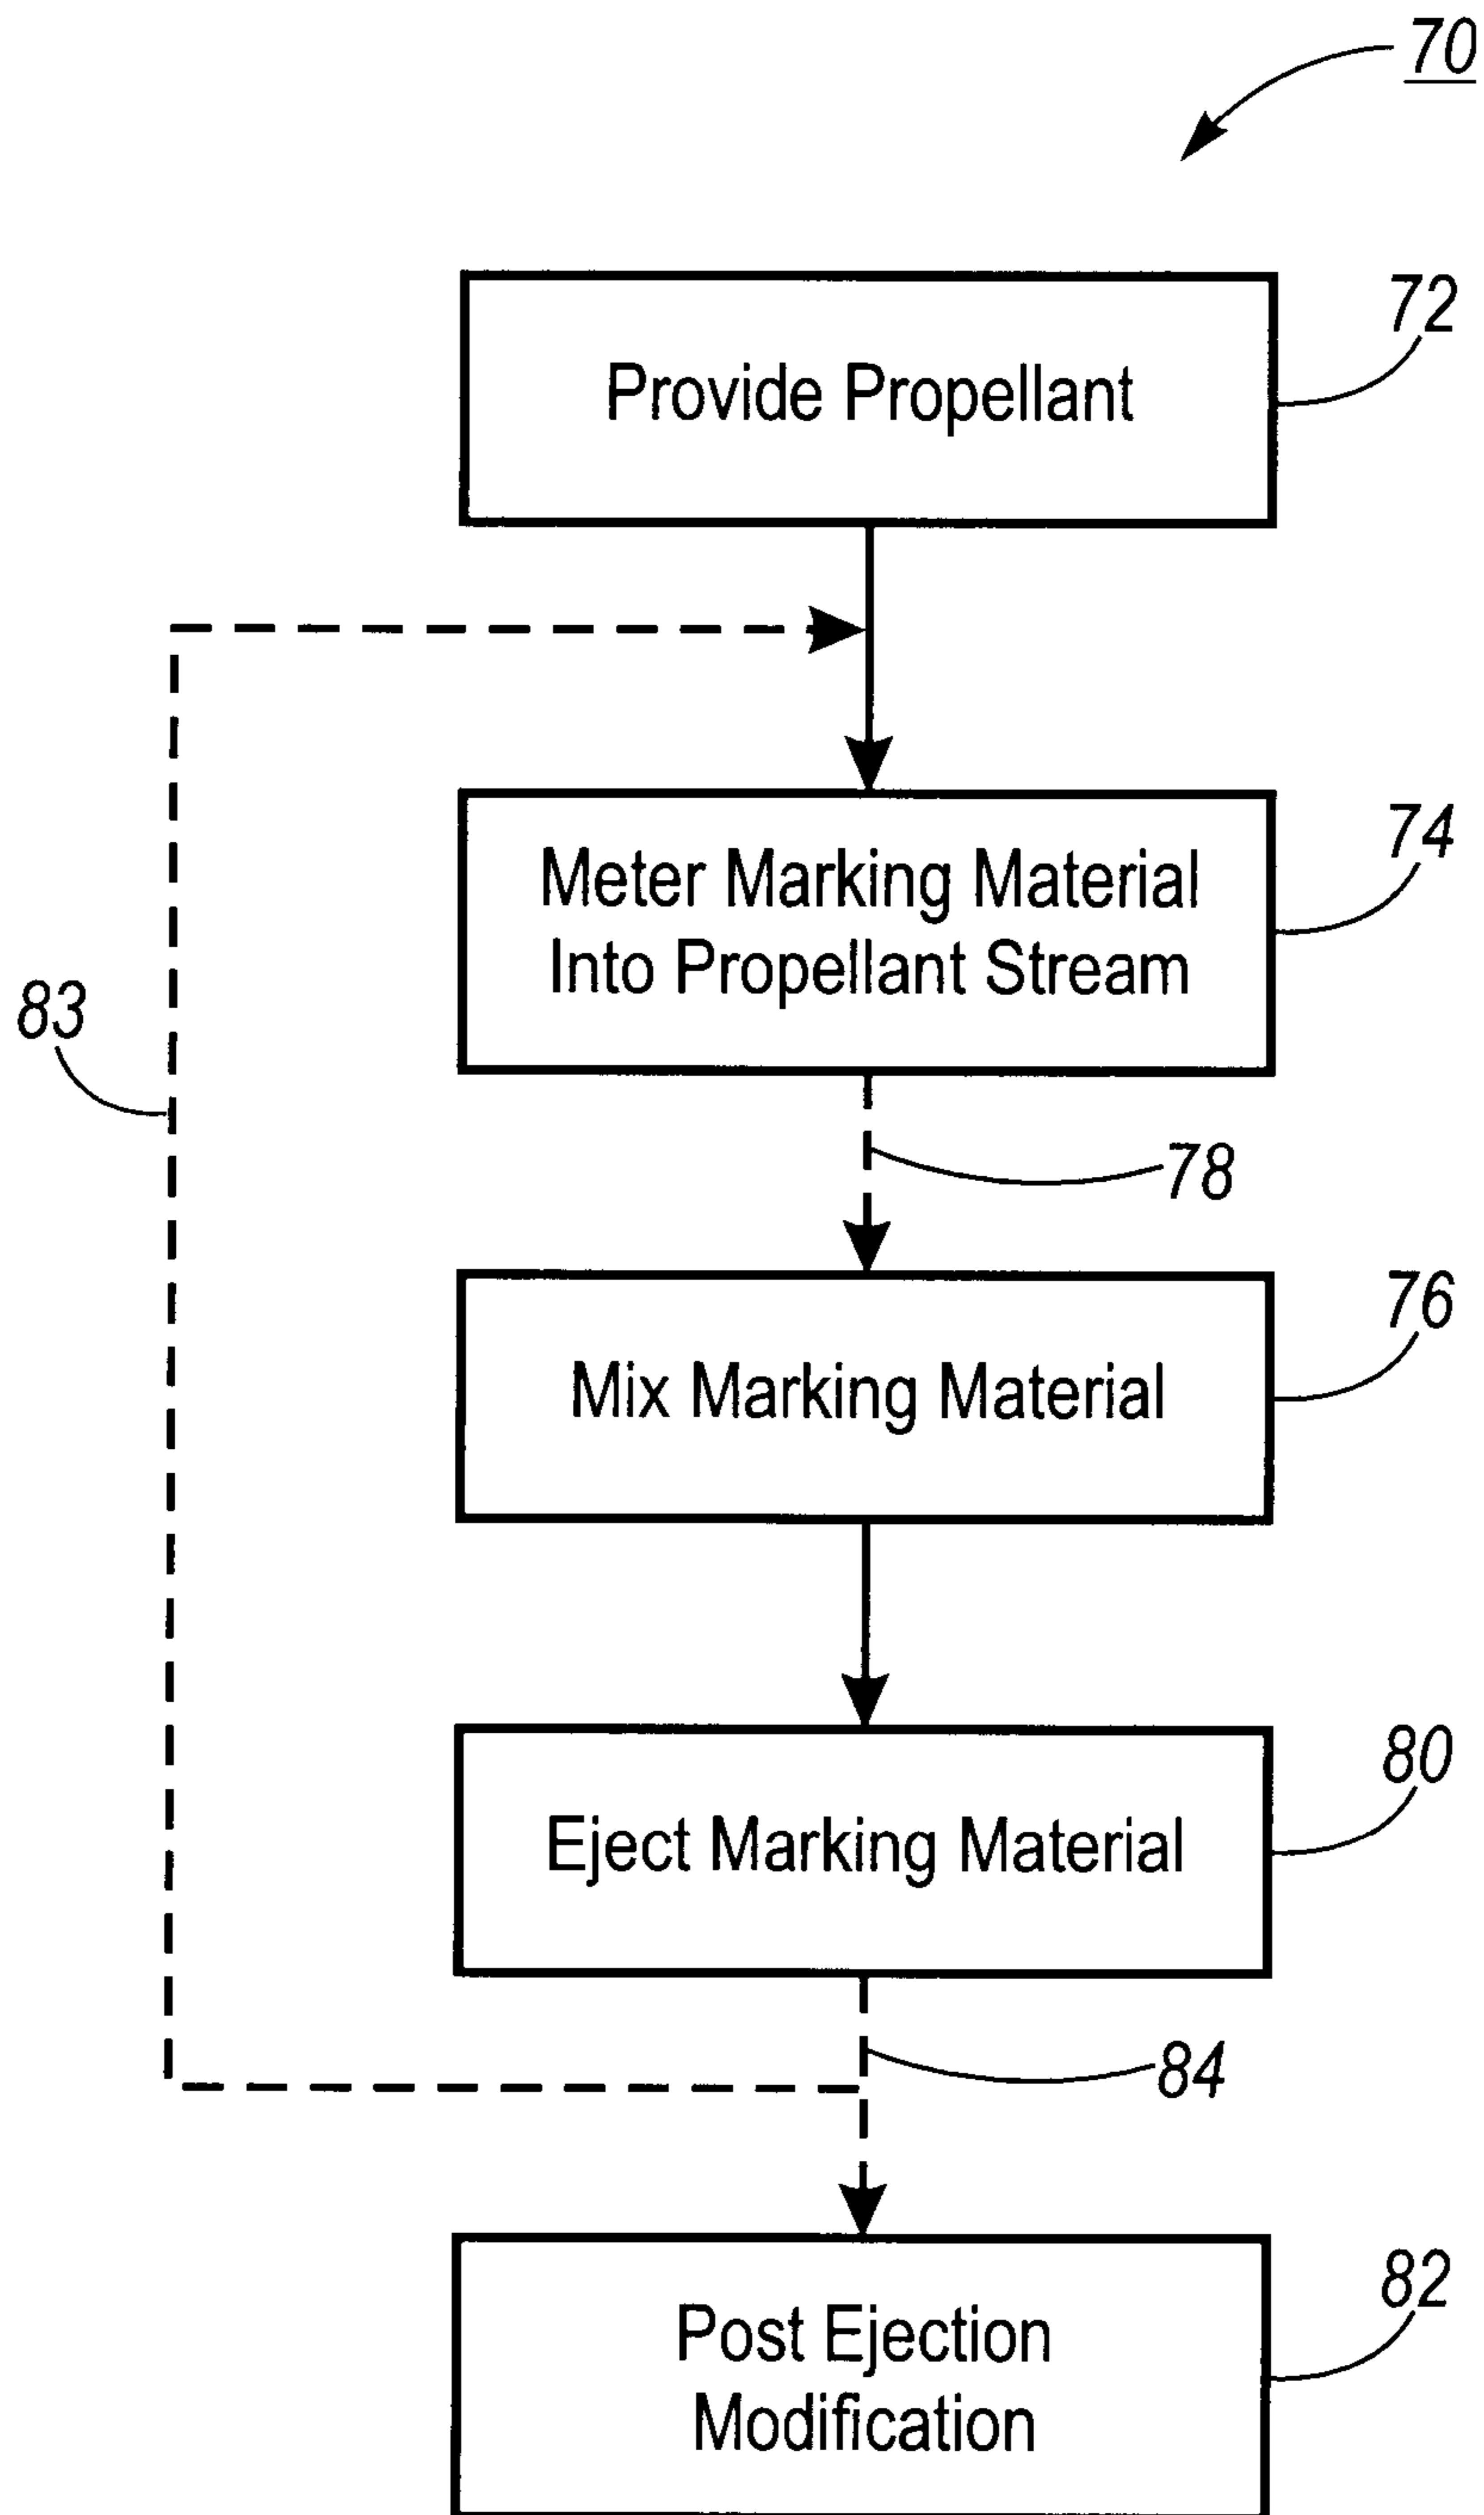 70
Provide Propellant
72
Meter Marking Material
Into Propellant Stream
74
83
78
Mix Marking Material
76
Eject Marking Material
80
84
Post Ejection
Modification
82